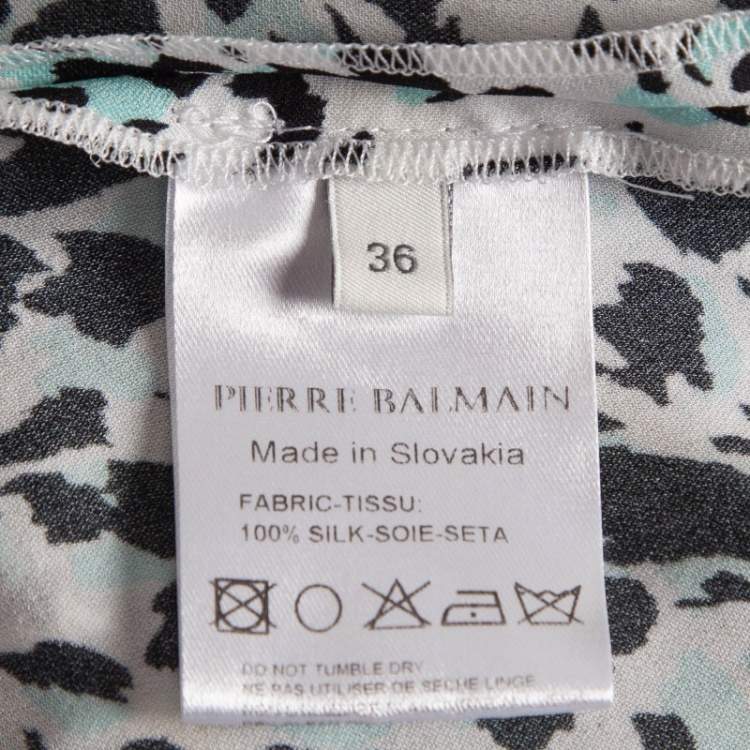 36
PIERRE BALMAIN
Made in Slovakia
FABRIC-TISSU:
100% SILK-SOIE-SETA
DO NOT TUMBLE DRY
NE PAS UTILISER DE SECHE LINGE